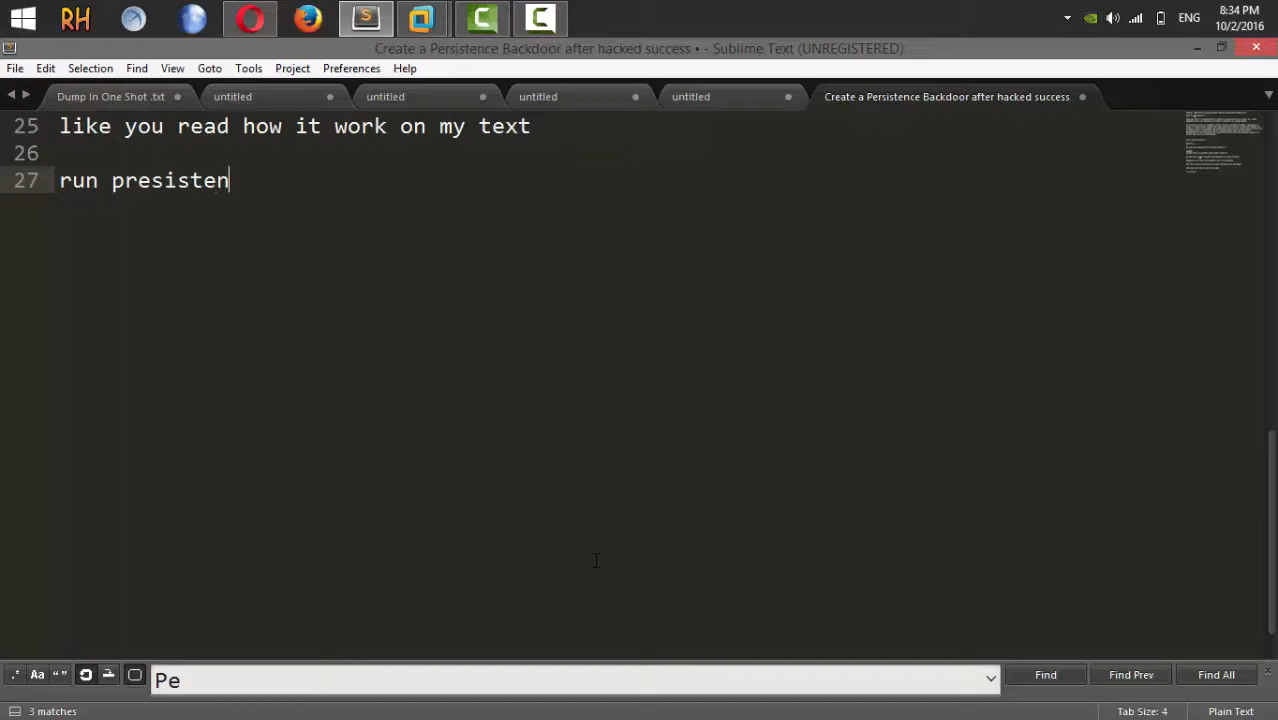 RH
S
ENG
8:34 PM
10/2/2016
Create a Persistence Backdoor after hacked success • - Sublime Text (UNREGISTERED)
File Edit Selection Find View Goto Tools Project Preferences Help
Dump In One Shot .txt untitled untitled untitled untitled Create a Persistence Backdoor after hacked success
25 like you read how it work on my text
26
27 run presisten
.* Aa “ ” Pe Find Find Prev Find All
3 matches Tab Size: 4 Plain Text